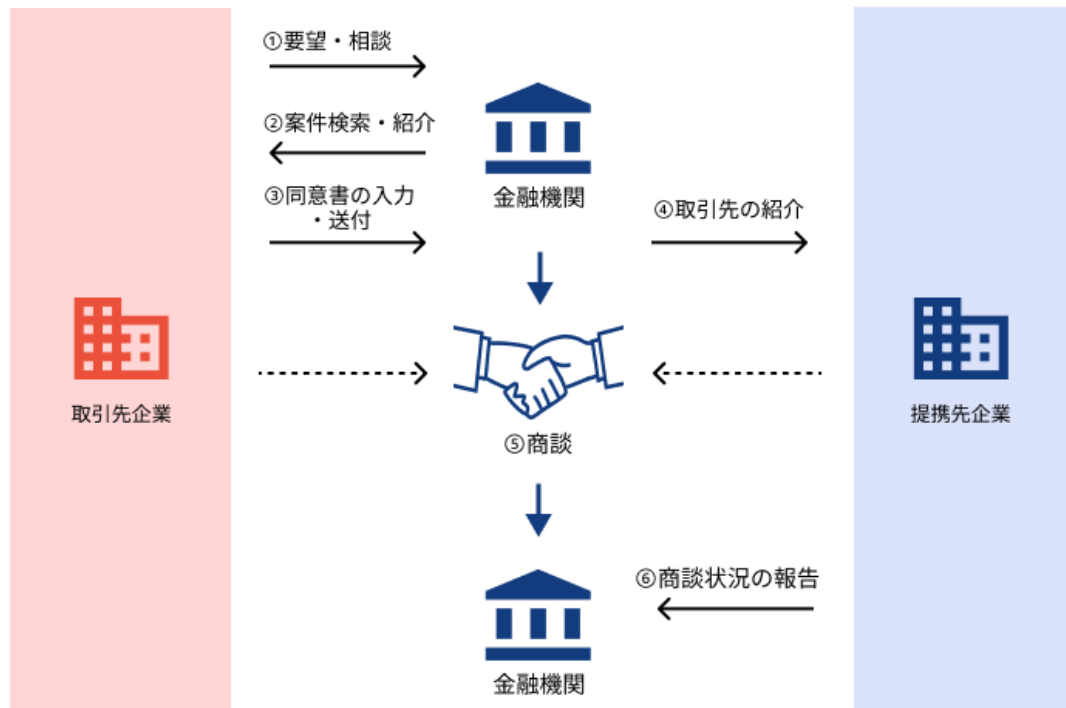 ①要望・相談
②案件検索・紹介
金融機関
③同意書の入力
・送付
④取引先の紹介
取引先企業
提携先企業
⑤商談
⑥商談状況の報告
金融機関